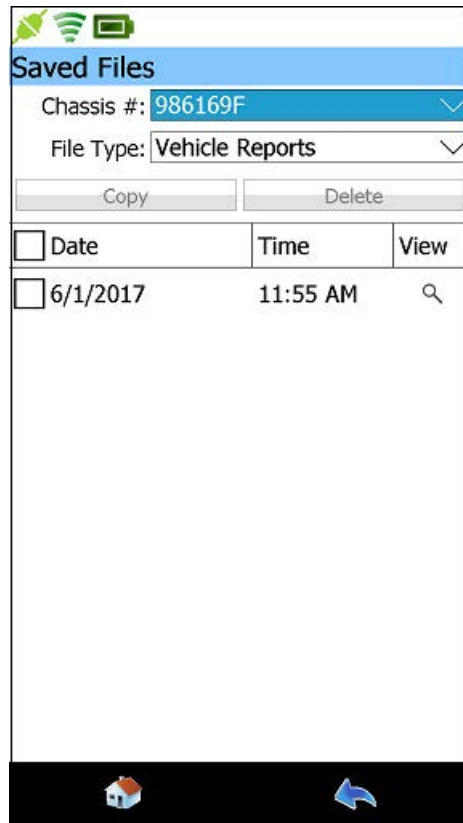 Saved Files
Chassis #: 986169F
File Type: Vehicle Reports
Copy Delete
Date Time View
6/1/2017 11:55 AM